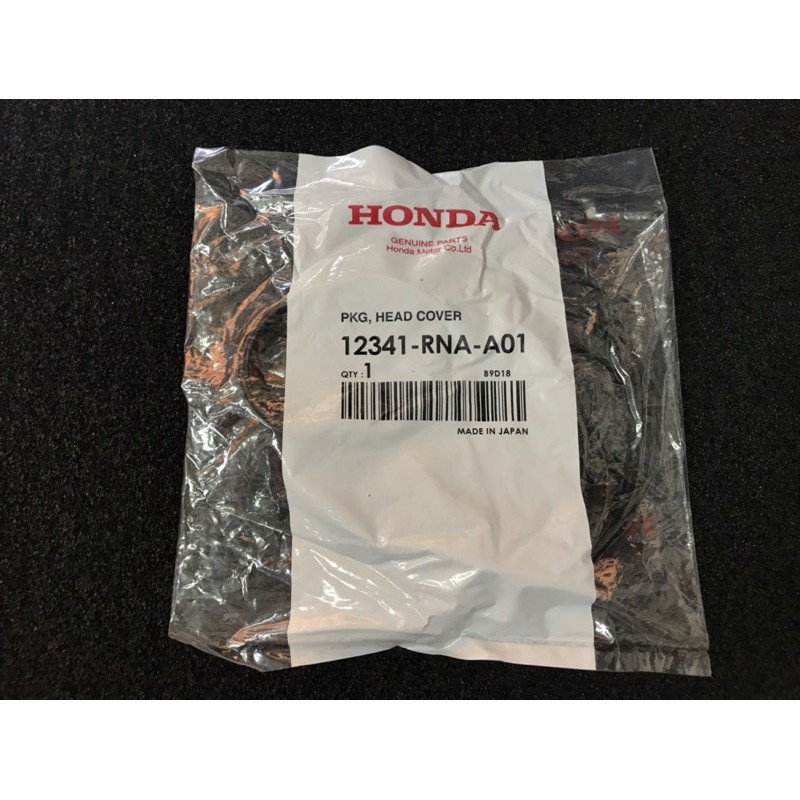 HONDA
GENUINE PARTS
Honda Motor Co.,Ltd
PKG, HEAD COVER
12341-RNA-A01
QTY : 1 B9D18
MADE IN JAPAN